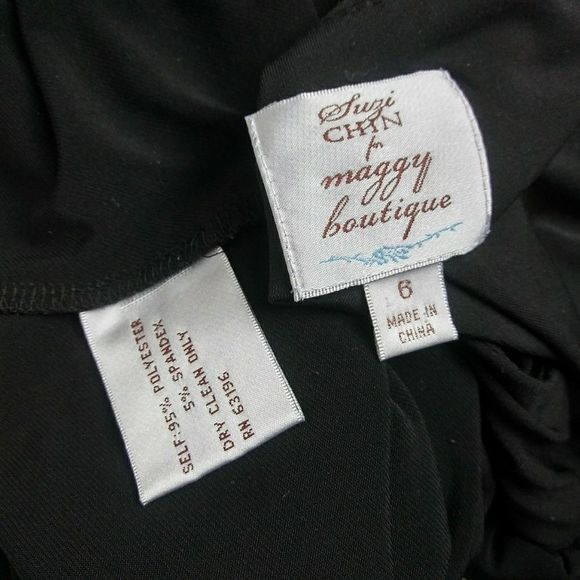 Suzi
CHIN
for
maggy
boutique
6
MADE IN
CHINA
SELF: 95% POLYESTER
5% SPANDEX
DRY CLEAN ONLY
RN 63196